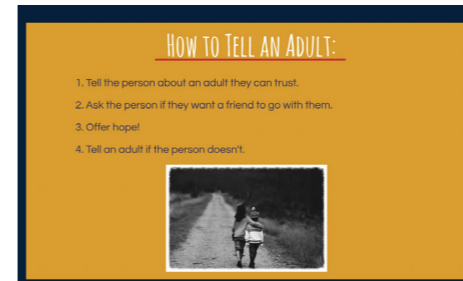 HOW TO TELL AN ADULT:
1. Tell the person about an adult they can trust.
2. Ask the person if they want a friend to go with them.
3. Offer hope!
4. Tell an adult if the person doesn't.